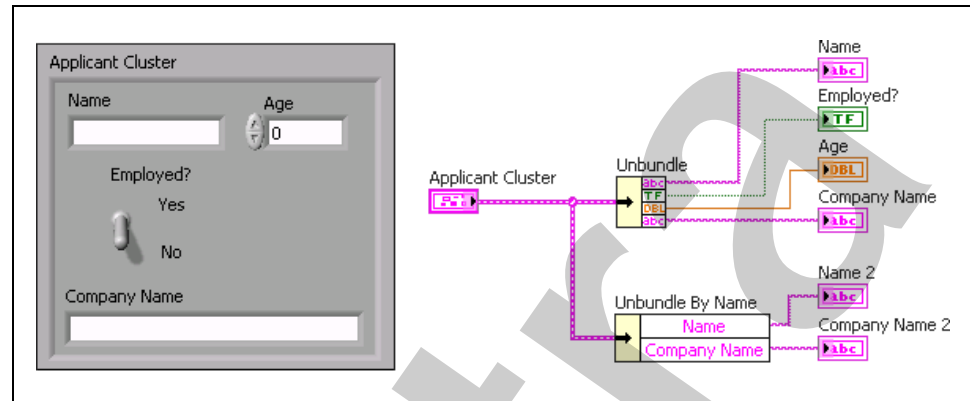 Applicant Cluster
Name
Age
0
Employed?
Yes
No
Company Name
Applicant Cluster
Unbundle
abc
TF
DBL
abc
Name
abc
Employed?
TF
Age
DBL
Company Name
abc
Unbundle By Name
Name
Company Name
Name 2
abc
Company Name 2
abc